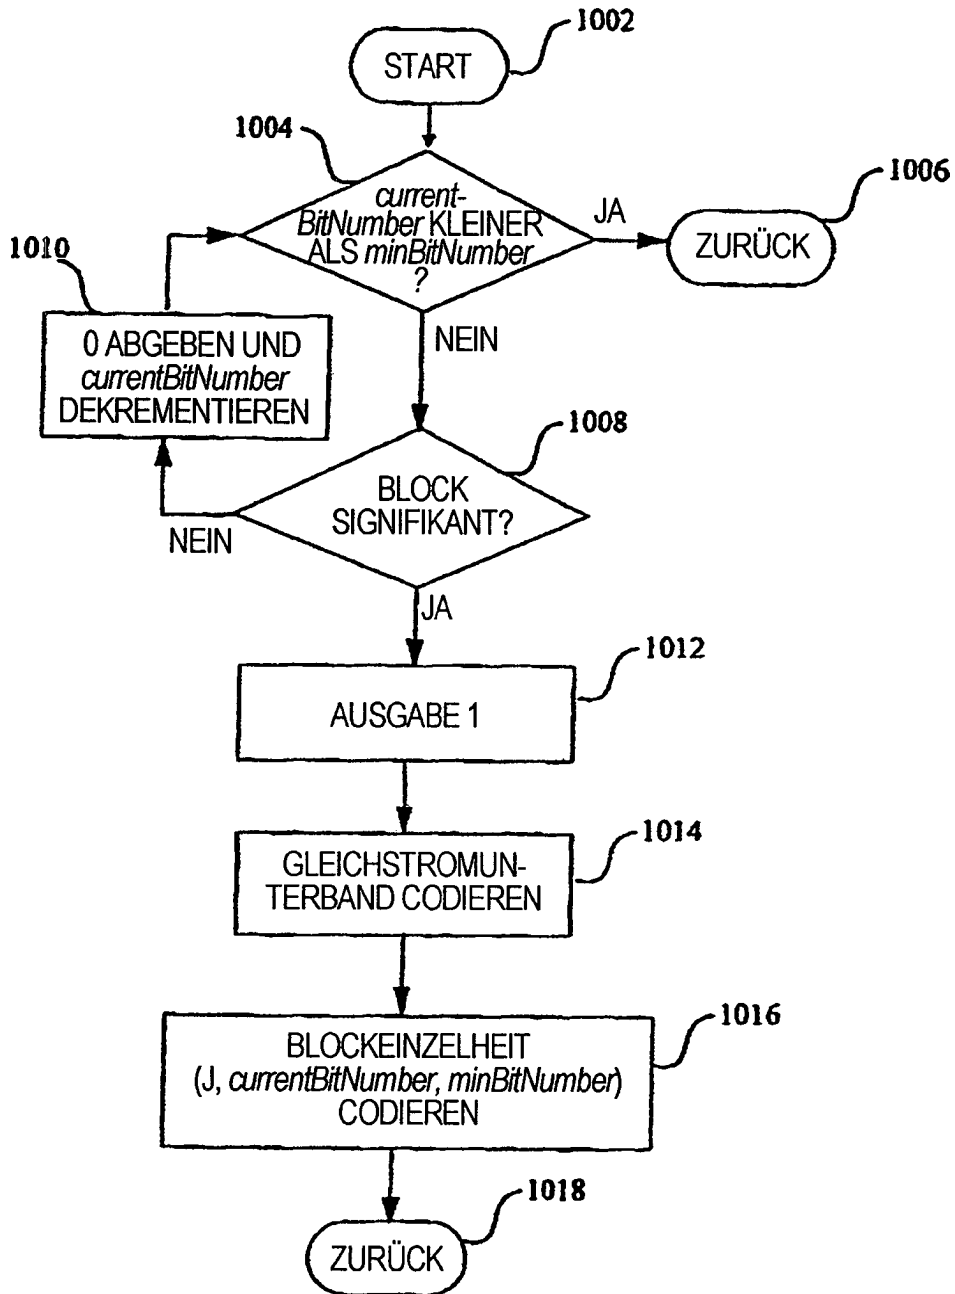 1002
START
1004
current-
BitNumber KLEINER
ALS minBitNumber
?
JA
1006
ZURÜCK
1010
0 ABGEBEN UND
currentBitNumber
DEKREMENTIEREN
NEIN
1008
BLOCK
SIGNIFIKANT?
NEIN
JA
1012
AUSGABE 1
1014
GLEICHSTROMUN-
TERBAND CODIEREN
1016
BLOCKEINZELHEIT
(J, currentBitNumber, minBitNumber)
CODIEREN
1018
ZURÜCK